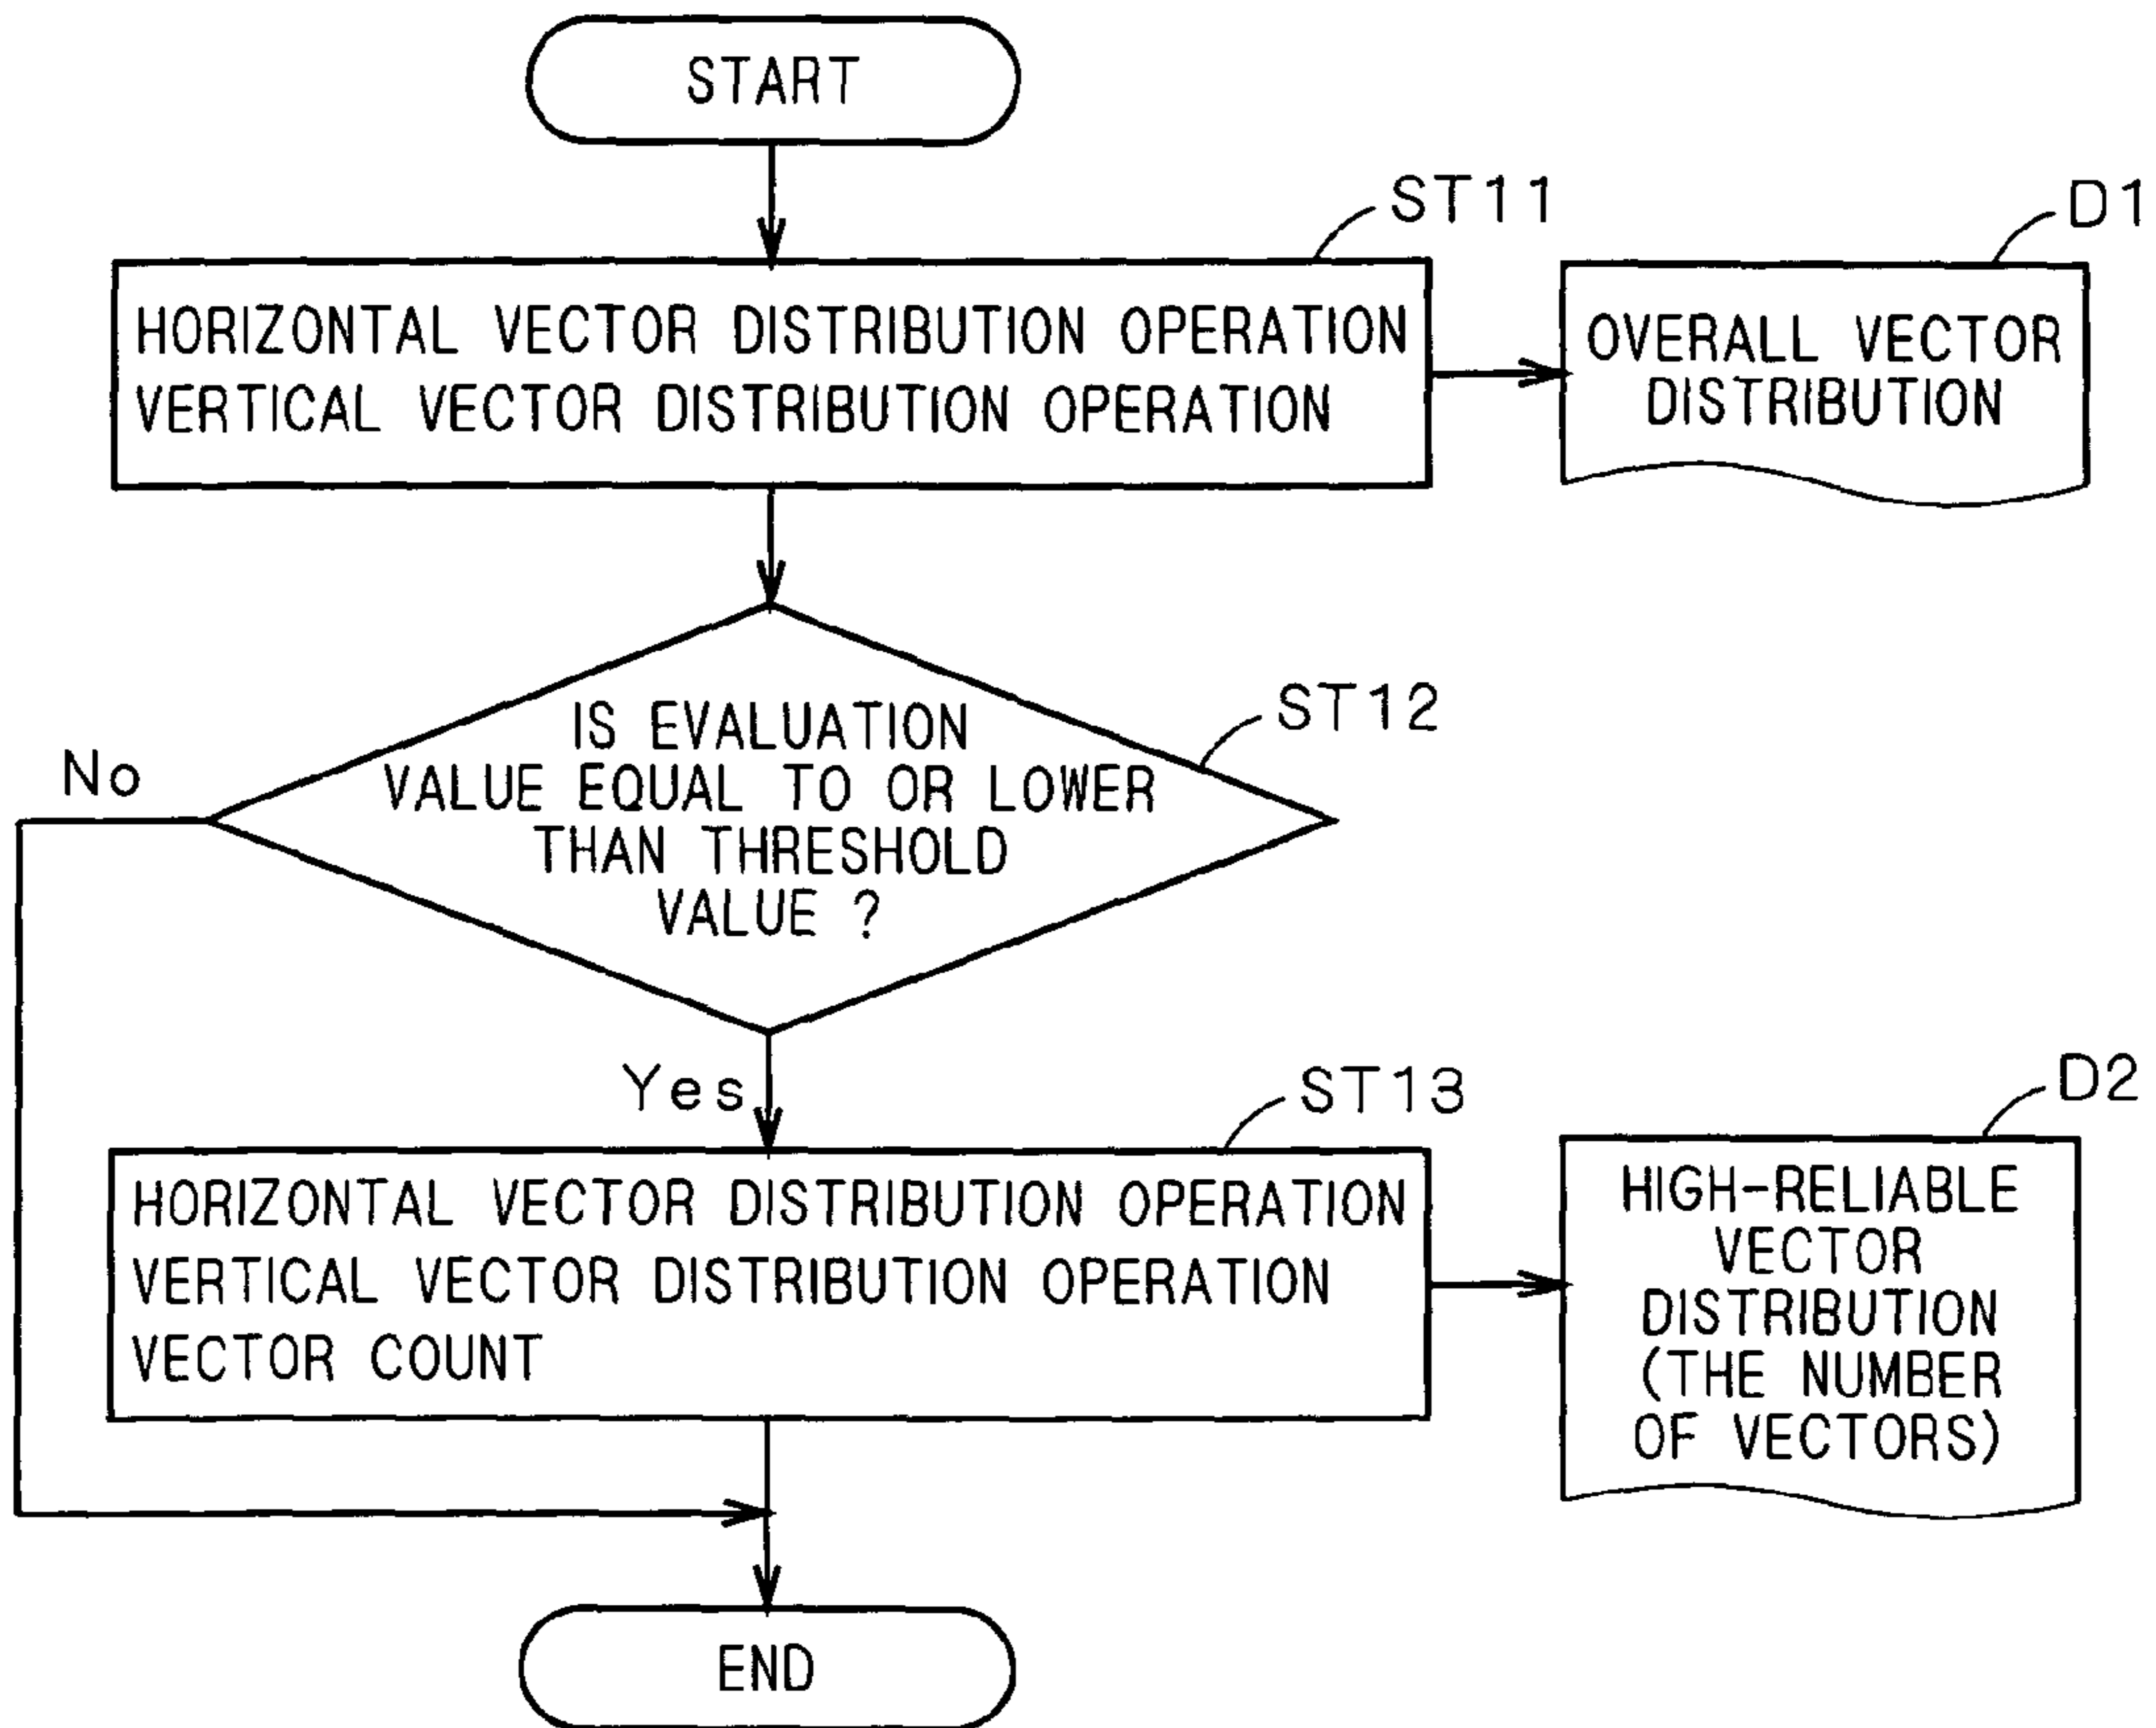 START
ST11
D1
HORIZONTAL VECTOR DISTRIBUTION OPERATION
VERTICAL VECTOR DISTRIBUTION OPERATION
OVERALL VECTOR
DISTRIBUTION
ST12
IS EVALUATION
VALUE EQUAL TO OR LOWER
THAN THRESHOLD
VALUE ?
No
Yes
ST13
D2
HORIZONTAL VECTOR DISTRIBUTION OPERATION
VERTICAL VECTOR DISTRIBUTION OPERATION
VECTOR COUNT
HIGH-RELIABLE
VECTOR
DISTRIBUTION
(THE NUMBER
OF VECTORS)
END